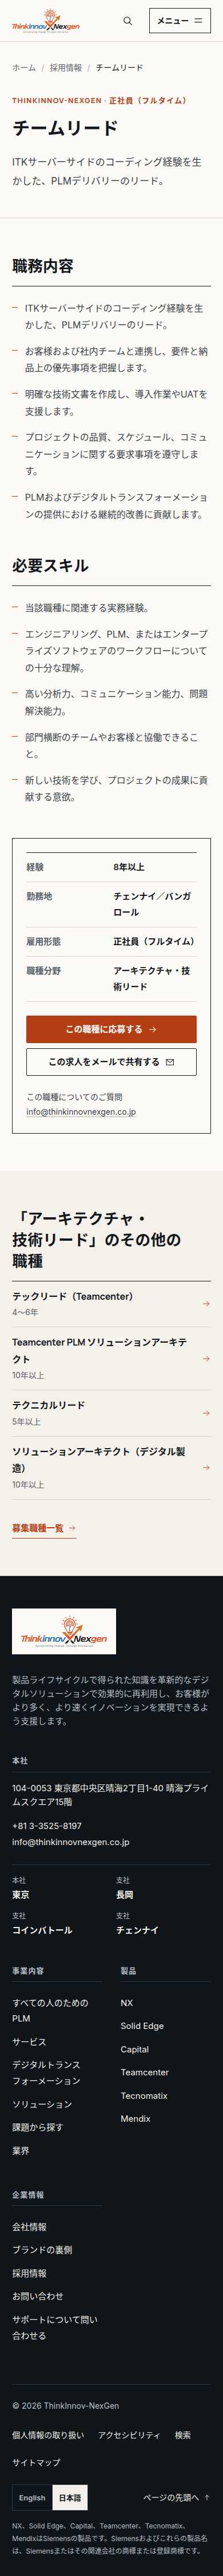 ThinkinnovNexgen
メニュー
ホーム / 採用情報 / チームリード
THINKINNOV-NEXGEN · 正社員（フルタイム）
チームリード
ITKサーバーサイドのコーディング経験を生
かした、PLMデリバリーのリード。
職務内容
ITKサーバーサイドのコーディング経験を生
かした、PLMデリバリーのリード。
お客様および社内チームと連携し、要件と納
品上の優先事項を把握します。
明確な技術文書を作成し、導入作業やUATを
支援します。
プロジェクトの品質、スケジュール、コミュ
ニケーションに関する要求事項を遵守しま
す。
PLMおよびデジタルトランスフォーメーショ
ンの提供における継続的改善に貢献します。
必要スキル
当該職種に関連する実務経験。
エンジニアリング、PLM、またはエンタープ
ライズソフトウェアのワークフローについて
の十分な理解。
高い分析力、コミュニケーション能力、問題
解決能力。
部門横断のチームやお客様と協働できるこ
と。
新しい技術を学び、プロジェクトの成果に貢
献する意欲。
経験 8年以上
勤務地 チェンナイ／バンガ
ロール
雇用形態 正社員（フルタイム）
職種分野 アーキテクチャ・技
術リード
この職種に応募する →
この求人をメールで共有する
この職種についてのご質問
info@thinkinnovnexgen.co.jp
「アーキテクチャ・
技術リード」のその他の
職種
テックリード（Teamcenter）
4〜6年
→
Teamcenter PLM ソリューションアーキテ
クト
10年以上
→
テクニカルリード
5年以上
→
ソリューションアーキテクト（デジタル製
造）
10年以上
→
募集職種一覧 →
ThinkinnovNexgen
製品ライフサイクルで得られた知識を革新的なデジ
タルソリューションで効果的に再利用し、お客様が
より多く、より速くイノベーションを実現できるよ
う支援します。
本社
104-0053 東京都中央区晴海2丁目1-40 晴海プライ
ムスクエア15階
+81 3-3525-8197
info@thinkinnovnexgen.co.jp
本社
東京
支社
長岡
支社
コインバトール
支社
チェンナイ
事業内容
すべての人のための
PLM
サービス
デジタルトランス
フォーメーション
ソリューション
課題から探す
業界
製品
NX
Solid Edge
Capital
Teamcenter
Tecnomatix
Mendix
企業情報
会社情報
ブランドの裏側
採用情報
お問い合わせ
サポートについて問い
合わせる
© 2026 ThinkInnov-NexGen
個人情報の取り扱い アクセシビリティ 検索
サイトマップ
English 日本語
ページの先頭へ ↑
NX、Solid Edge、Capital、Teamcenter、Tecnomatix、
MendixはSiemensの製品です。Siemensおよびこれらの製品名
は、Siemensまたはその関連会社の商標または登録商標です。